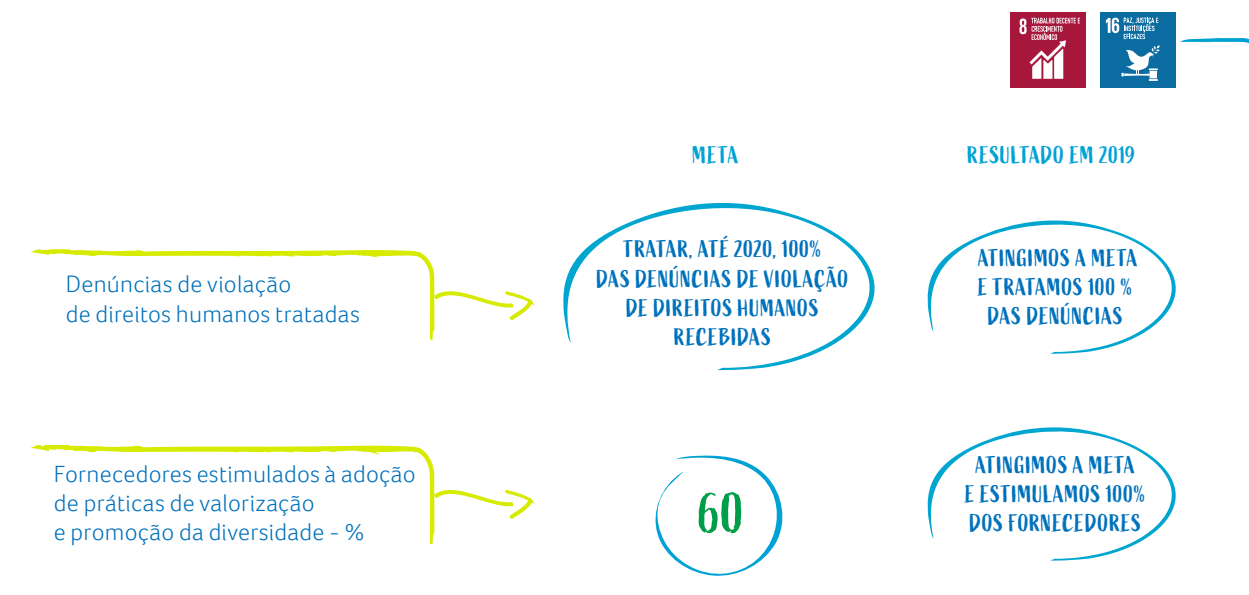 8 TRABALHO DECENTE E
CRESCIMENTO
ECONÔMICO
16 PAZ, JUSTIÇA E
INSTITUIÇÕES
EFICAZES
META
RESULTADO EM 2019
Denúncias de violação
de direitos humanos tratadas
TRATAR, ATÉ 2020, 100%
DAS DENÚNCIAS DE VIOLAÇÃO
DE DIREITOS HUMANOS
RECEBIDAS
ATINGIMOS A META
E TRATAMOS 100 %
DAS DENÚNCIAS
Fornecedores estimulados à adoção
de práticas de valorização
e promoção da diversidade - %
60
ATINGIMOS A META
E ESTIMULAMOS 100%
DOS FORNECEDORES